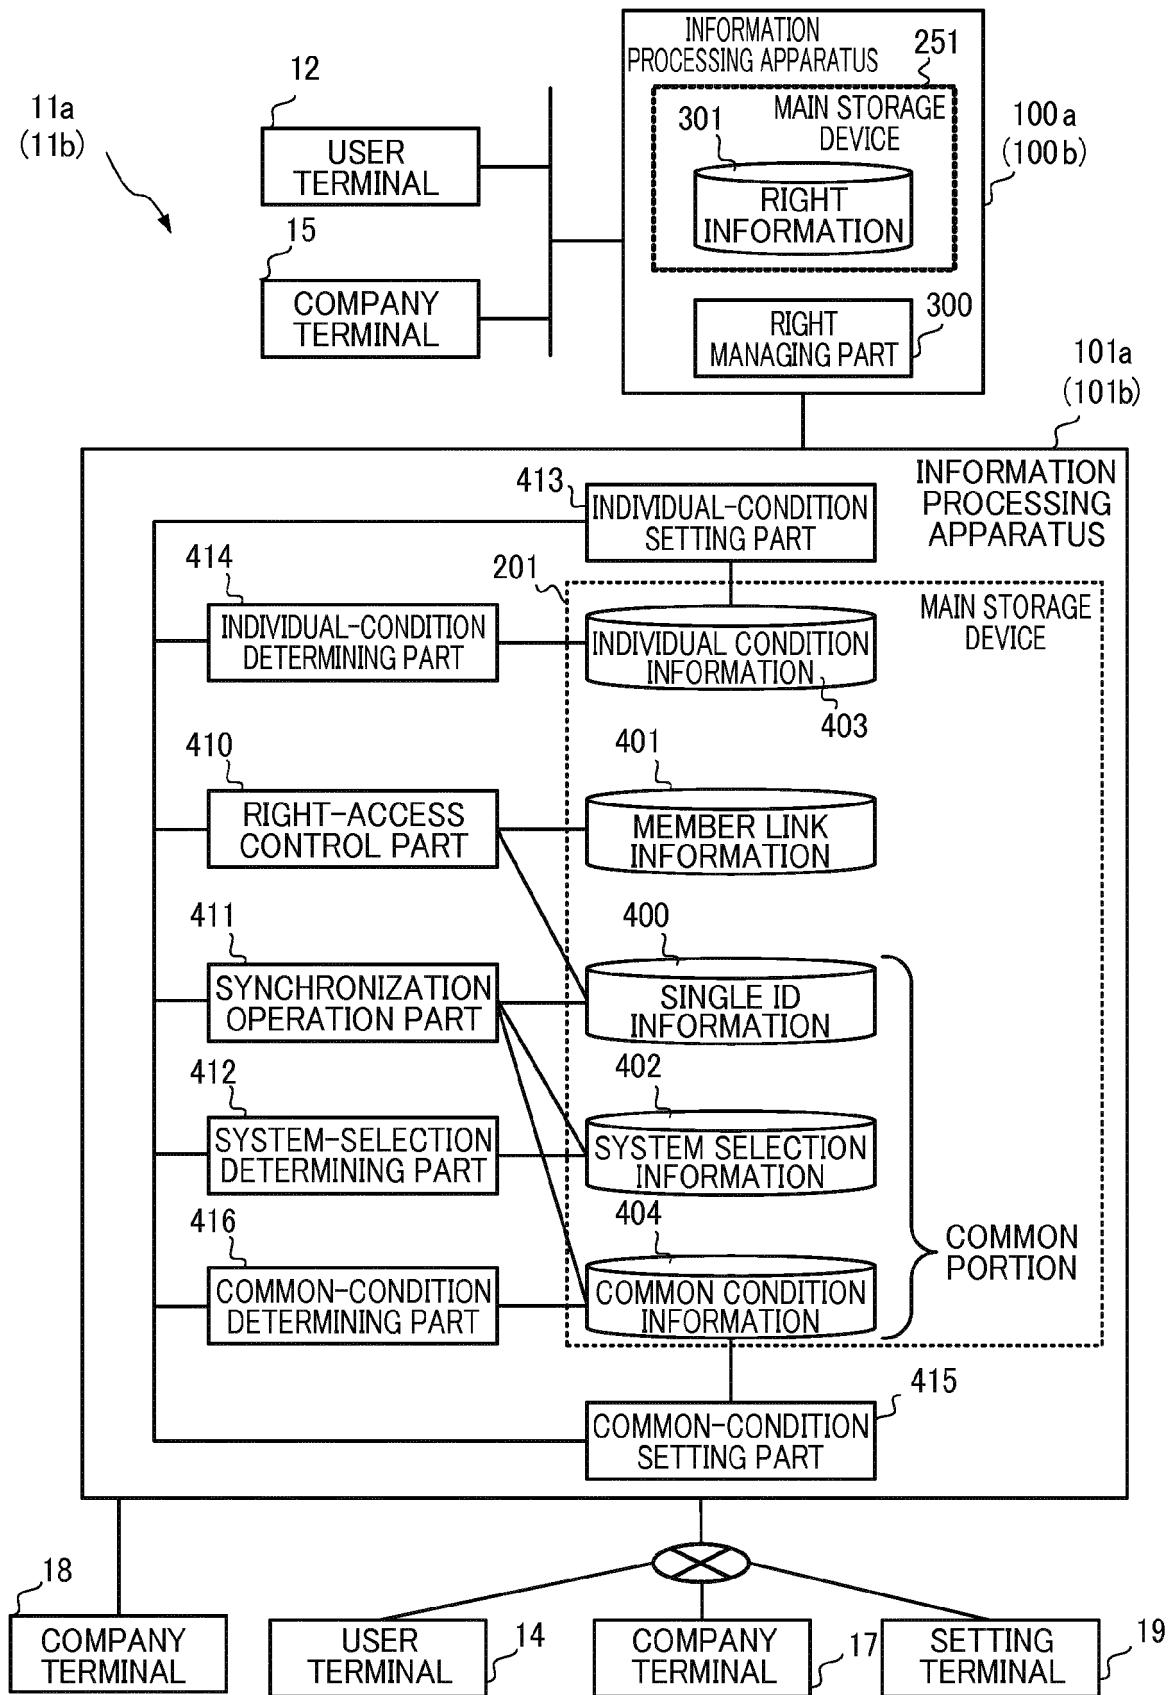 INFORMATION
PROCESSING APPARATUS
251
12
11a
(11b)
MAIN STORAGE
DEVICE
301
100a
(100b)
USER
TERMINAL
RIGHT
INFORMATION
15
COMPANY
TERMINAL
300
RIGHT
MANAGING PART
101a
(101b)
INFORMATION
PROCESSING
APPARATUS
413
INDIVIDUAL-CONDITION
SETTING PART
414
201
INDIVIDUAL-CONDITION
DETERMINING PART
INDIVIDUAL CONDITION
INFORMATION
MAIN STORAGE
DEVICE
403
410
401
RIGHT-ACCESS
CONTROL PART
MEMBER LINK
INFORMATION
411
400
SYNCHRONIZATION
OPERATION PART
SINGLE ID
INFORMATION
412
402
SYSTEM-SELECTION
DETERMINING PART
SYSTEM SELECTION
INFORMATION
416
404
COMMON
PORTION
COMMON-CONDITION
DETERMINING PART
COMMON CONDITION
INFORMATION
415
COMMON-CONDITION
SETTING PART
18
COMPANY
TERMINAL
USER
TERMINAL
14
COMPANY
TERMINAL
17
SETTING
TERMINAL
19